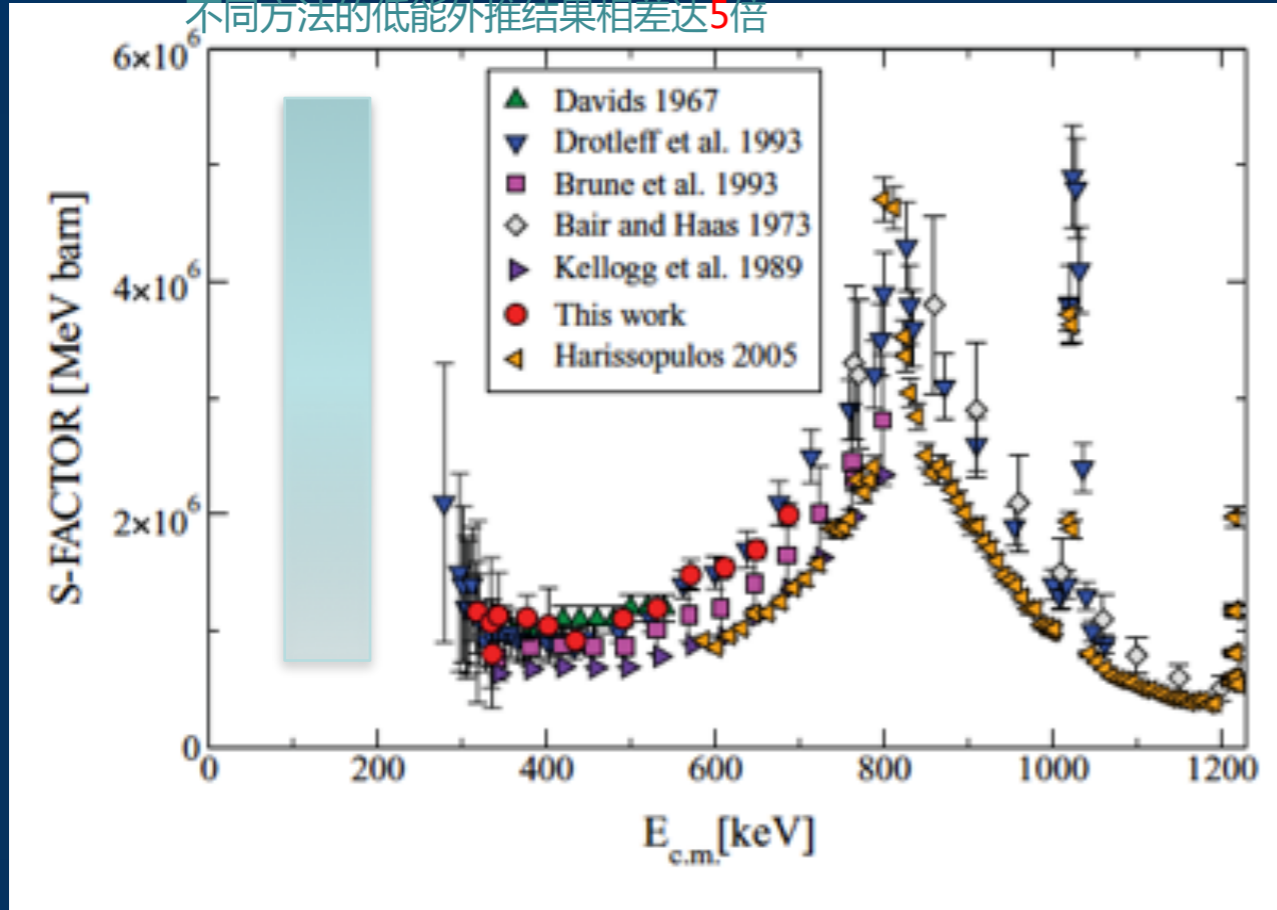 不同方法的低能外推结果相差达5倍
6×10⁶
Davids 1967
Drotleff et al. 1993
Brune et al. 1993
Bair and Haas 1973
Kellogg et al. 1989
This work
Harissopulos 2005
4×10⁶
2×10⁶
0
S-FACTOR [MeV barn]
0 200 400 600 800 1000 1200
E c.m.[keV]